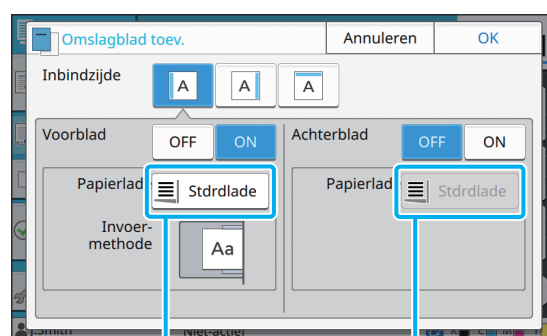 Omslagblad toev.
Annuleren
OK
Inbindzijde
A
A
A
Voorblad
OFF
ON
Achterblad
OFF
ON
Papierlade
Stdrdlade
Papierlade
Stdrdlade
Invoer-
methode
Aa
J.Smith
Niet-actief
K
C
M